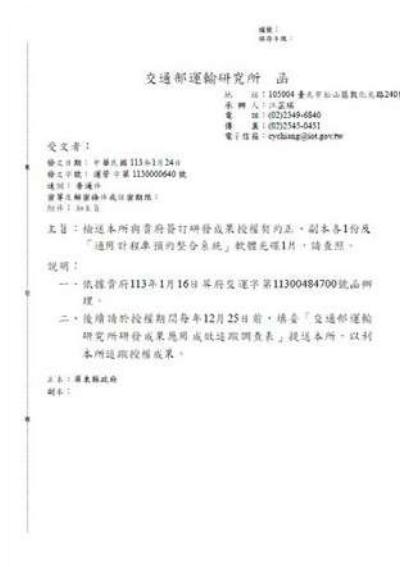 檔號：
保存年限：
交通部運輸研究所 函
地 址：105004 臺北市松山區敦化北路240
承 辦 人：江芷瑛
電 話：(02)2349-6840
傳 真：(02)2545-0431
電子信箱：cychiang@iot.gov.tw
受文者：
發文日期：中華民國113年1月24日
發文字號：運管字第1130000640號
速別：普通件
密等及解密條件或保密期限：
附件：如主旨
主旨：檢送本所與貴府簽訂研發成果授權契約正、副本各1份及
「通用計程車預約整合系統」軟體光碟1片，請查照。
說明：
一、依據貴府113年1月16日屏府交運字第11300484700號函辦
理。
二、後續請於授權期間每年12月25日前，填妥「交通部運輸
研究所研發成果應用成效追蹤調查表」提送本所，以利
本所追蹤授權成果。
正本：屏東縣政府
副本：